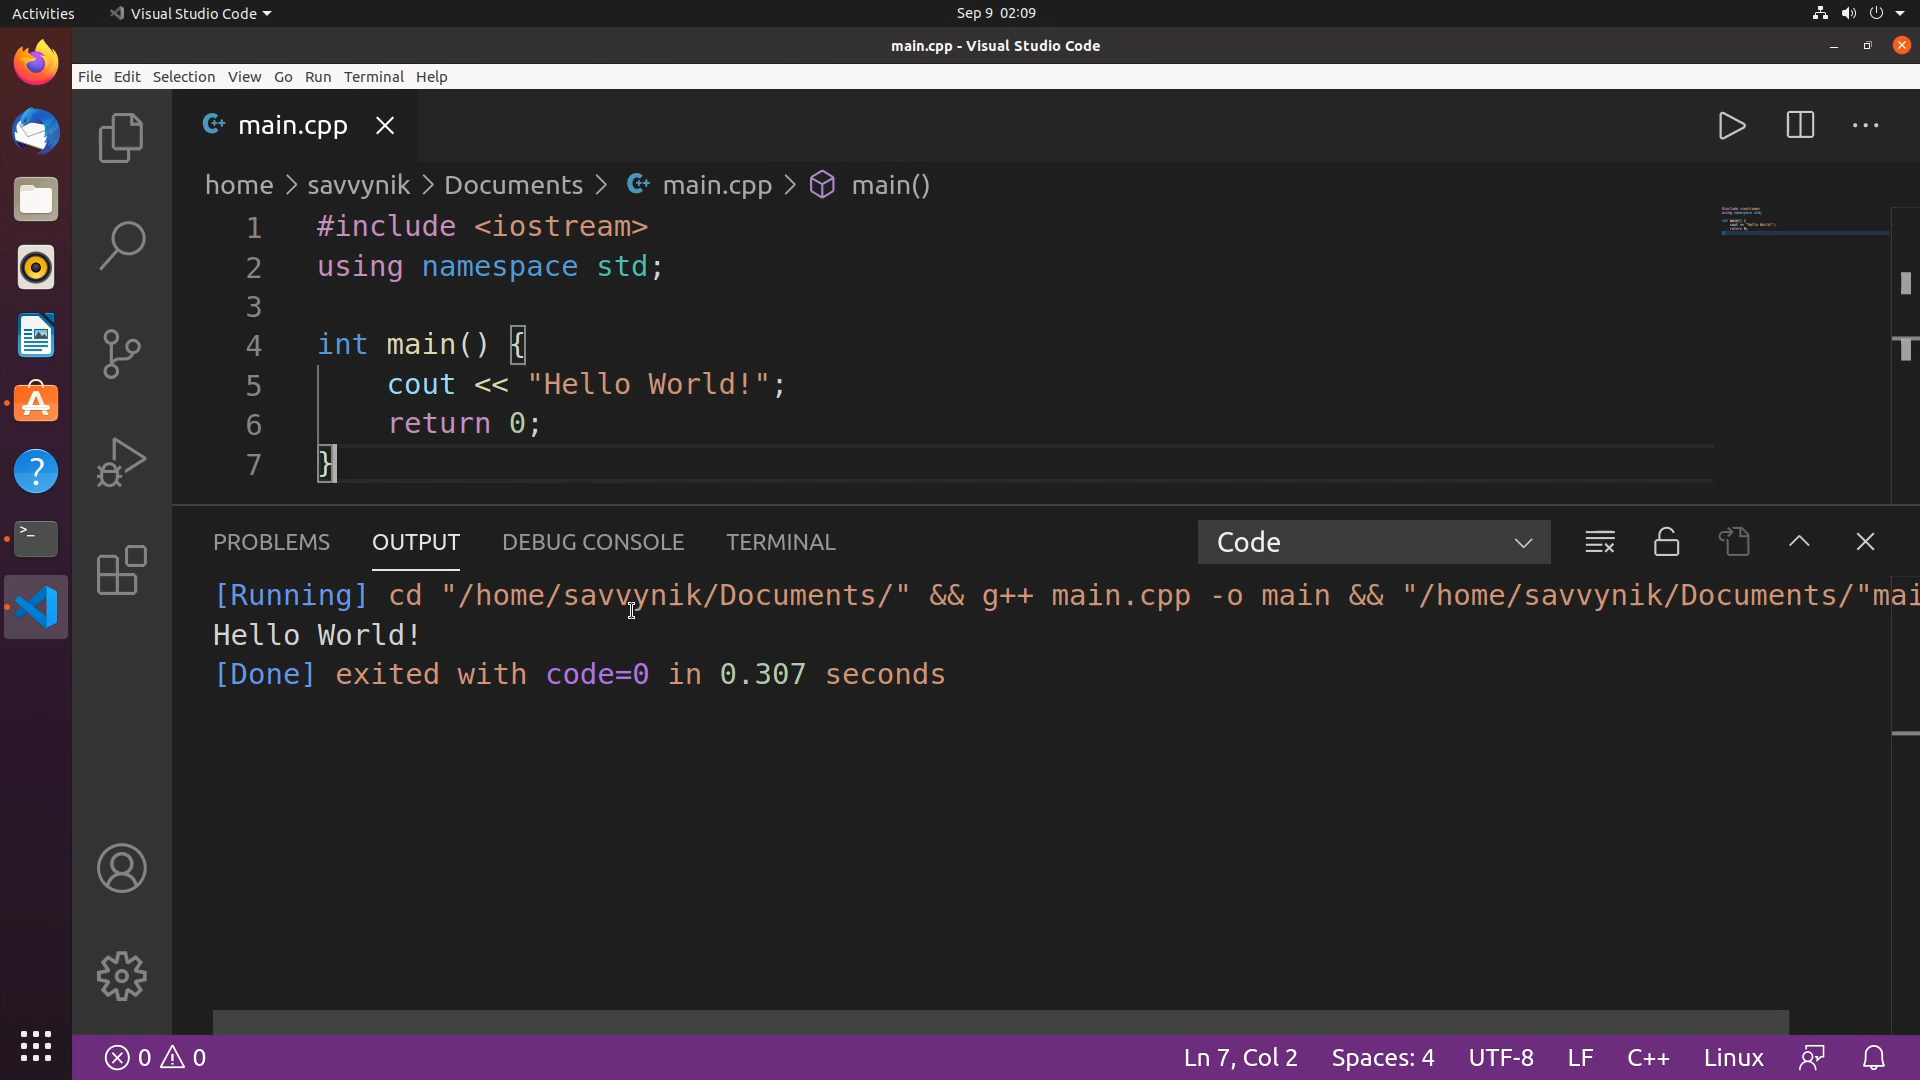 Activities Visual Studio Code Sep 9 02:09
main.cpp - Visual Studio Code
File Edit Selection View Go Run Terminal Help
main.cpp
home > savvynik > Documents > main.cpp > main()
1 #include <iostream>
2 using namespace std;
3
4 int main() {
5     cout << "Hello World!";
6     return 0;
7 }
PROBLEMS OUTPUT DEBUG CONSOLE TERMINAL Code
[Running] cd "/home/savvynik/Documents/" && g++ main.cpp -o main && "/home/savvynik/Documents/"mai
Hello World!
[Done] exited with code=0 in 0.307 seconds
0 0 Ln 7, Col 2 Spaces: 4 UTF-8 LF C++ Linux